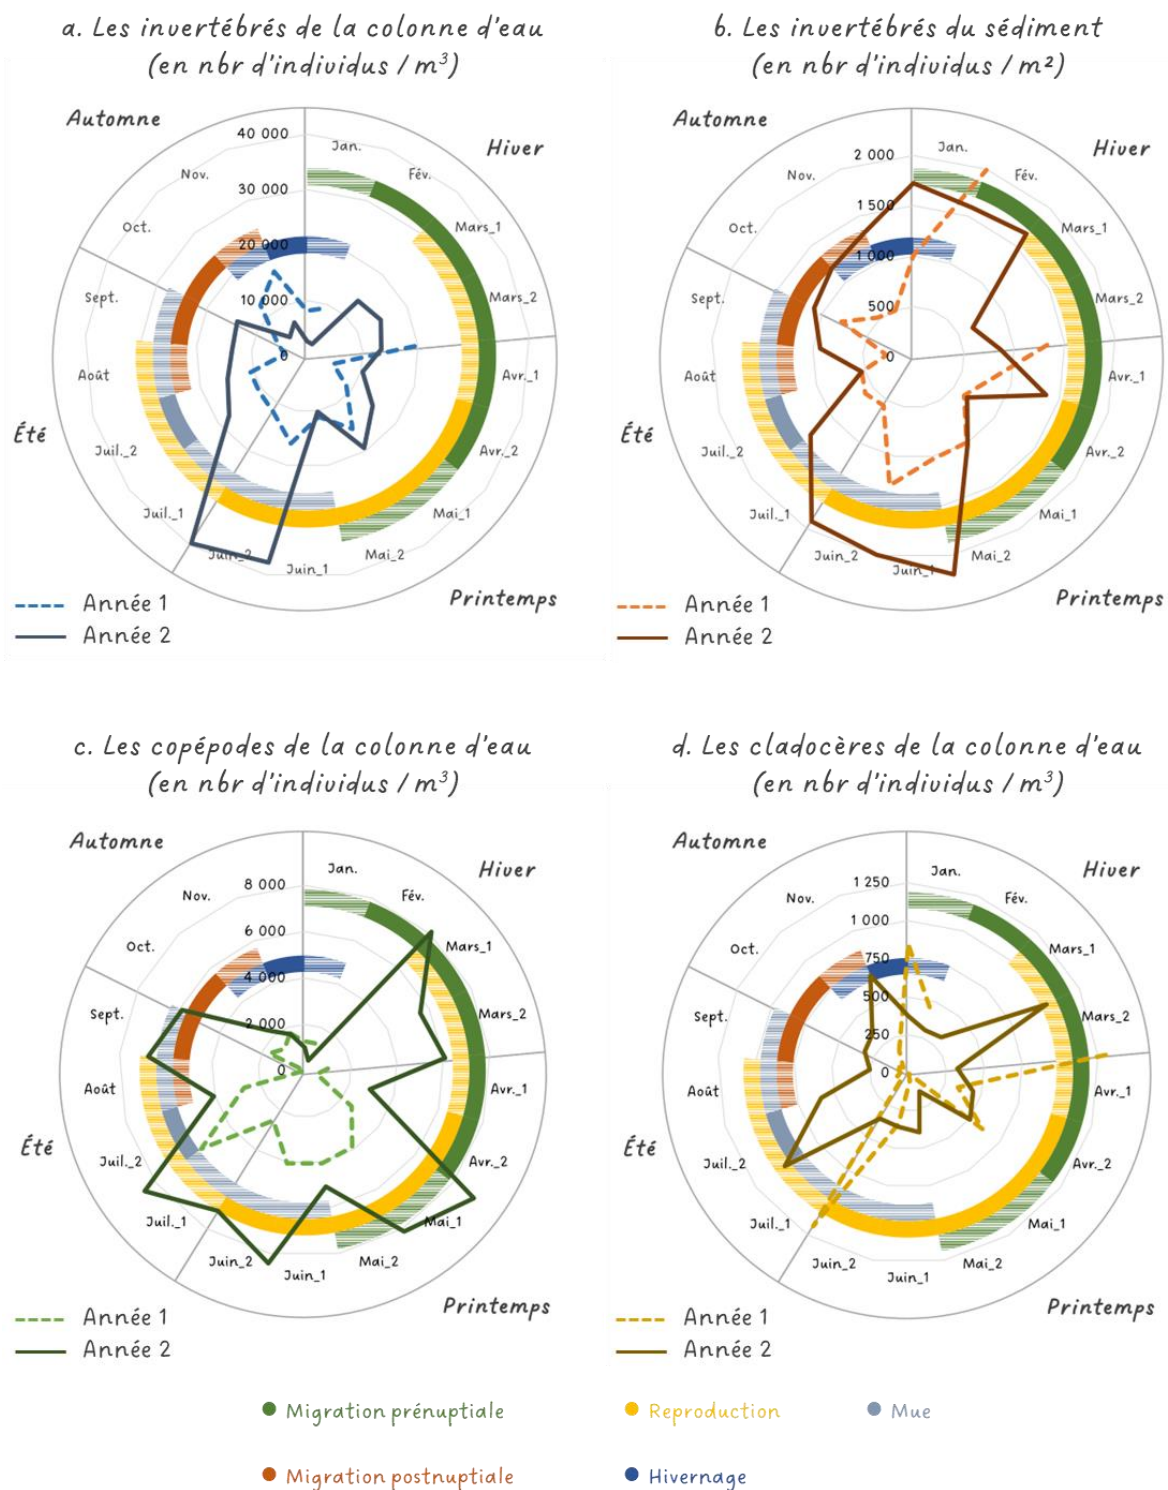 a. Les invertébrés de la colonne d'eau
(en nbr d'individus / m³)
b. Les invertébrés du sédiment
(en nbr d'individus / m²)
Automne
Hiver
40 000
30 000
20 000
10 000
0
Jan.
Fév.
Mars_1
Mars_2
Avr._1
Avr._2
Mai_1
Mai_2
Juin_1
Juin_2
Juil._1
Juil._2
Août
Sept.
Oct.
Nov.
Été
Printemps
Année 1
Année 2
Automne
Hiver
2 000
1 500
1 000
500
0
Jan.
Fév.
Mars_1
Mars_2
Avr._1
Avr._2
Mai_1
Mai_2
Juin_1
Juin_2
Juil._1
Juil._2
Août
Sept.
Oct.
Nov.
Été
Printemps
Année 1
Année 2
c. Les copépodes de la colonne d'eau
(en nbr d'individus / m³)
d. Les cladocères de la colonne d'eau
(en nbr d'individus / m³)
Automne
Hiver
8 000
6 000
4 000
2 000
0
Jan.
Fév.
Mars_1
Mars_2
Avr._1
Avr._2
Mai_1
Mai_2
Juin_1
Juin_2
Juil._1
Juil._2
Août
Sept.
Oct.
Nov.
Été
Printemps
Année 1
Année 2
Automne
Hiver
1 250
1 000
750
500
250
0
Jan.
Fév.
Mars_1
Mars_2
Avr._1
Avr._2
Mai_1
Mai_2
Juin_1
Juin_2
Juil._1
Juil._2
Août
Sept.
Oct.
Nov.
Été
Printemps
Année 1
Année 2
Migration prénuptiale
Reproduction
Mue
Migration postnuptiale
Hivernage